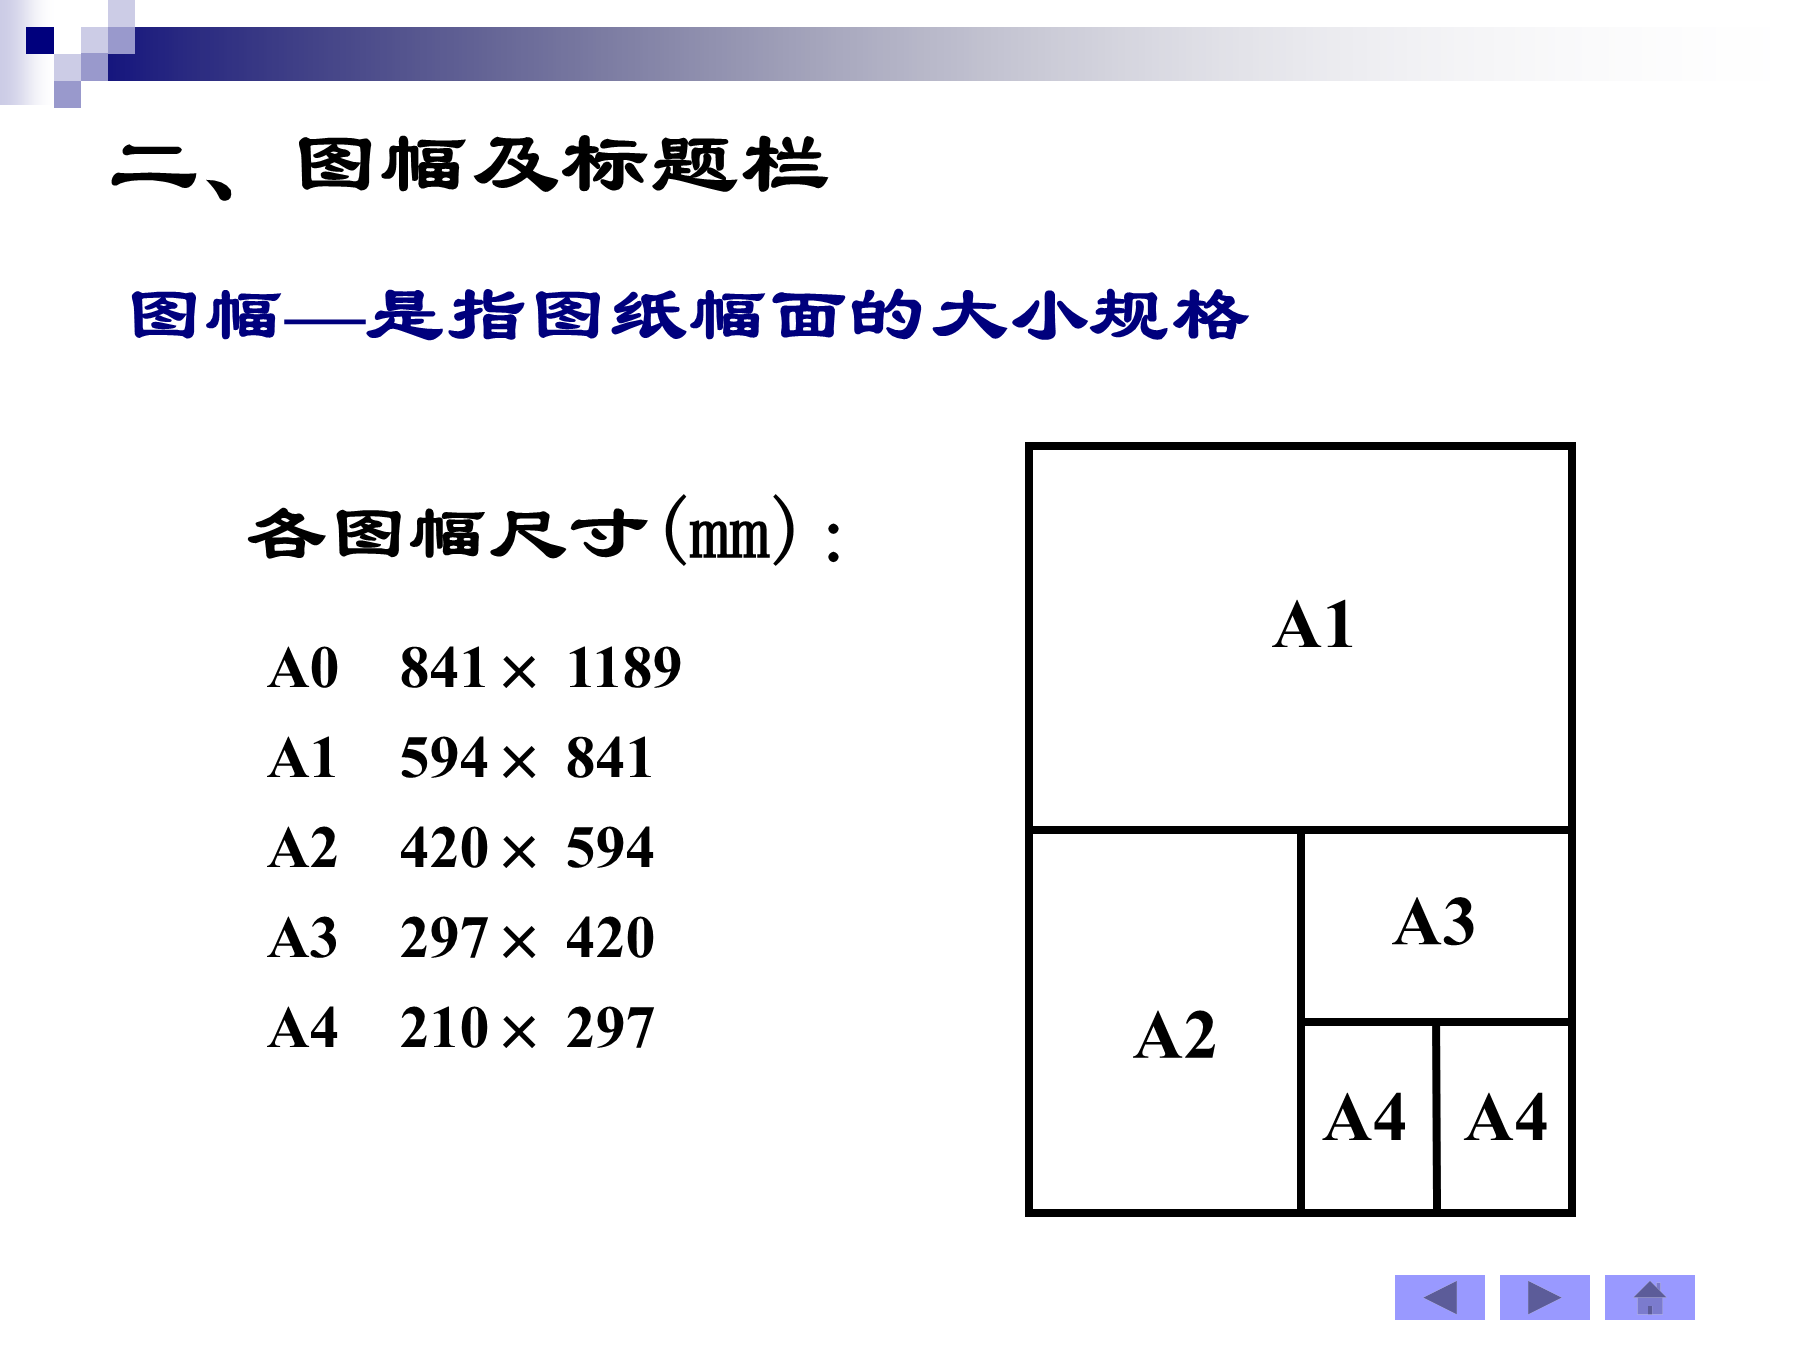 二、图幅及标题栏
图幅—是指图纸幅面的大小规格
各图幅尺寸(mm)：
A0 841 × 1189
A1 594 × 841
A2 420 × 594
A3 297 × 420
A4 210 × 297
A1
A3
A2
A4 A4